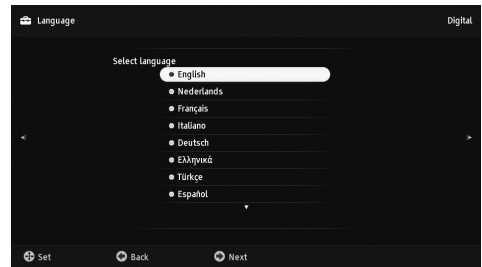 Language
Digital
Select language
English
Nederlands
Français
Italiano
Deutsch
Ελληνικά
Türkçe
Español
Set
Back
Next